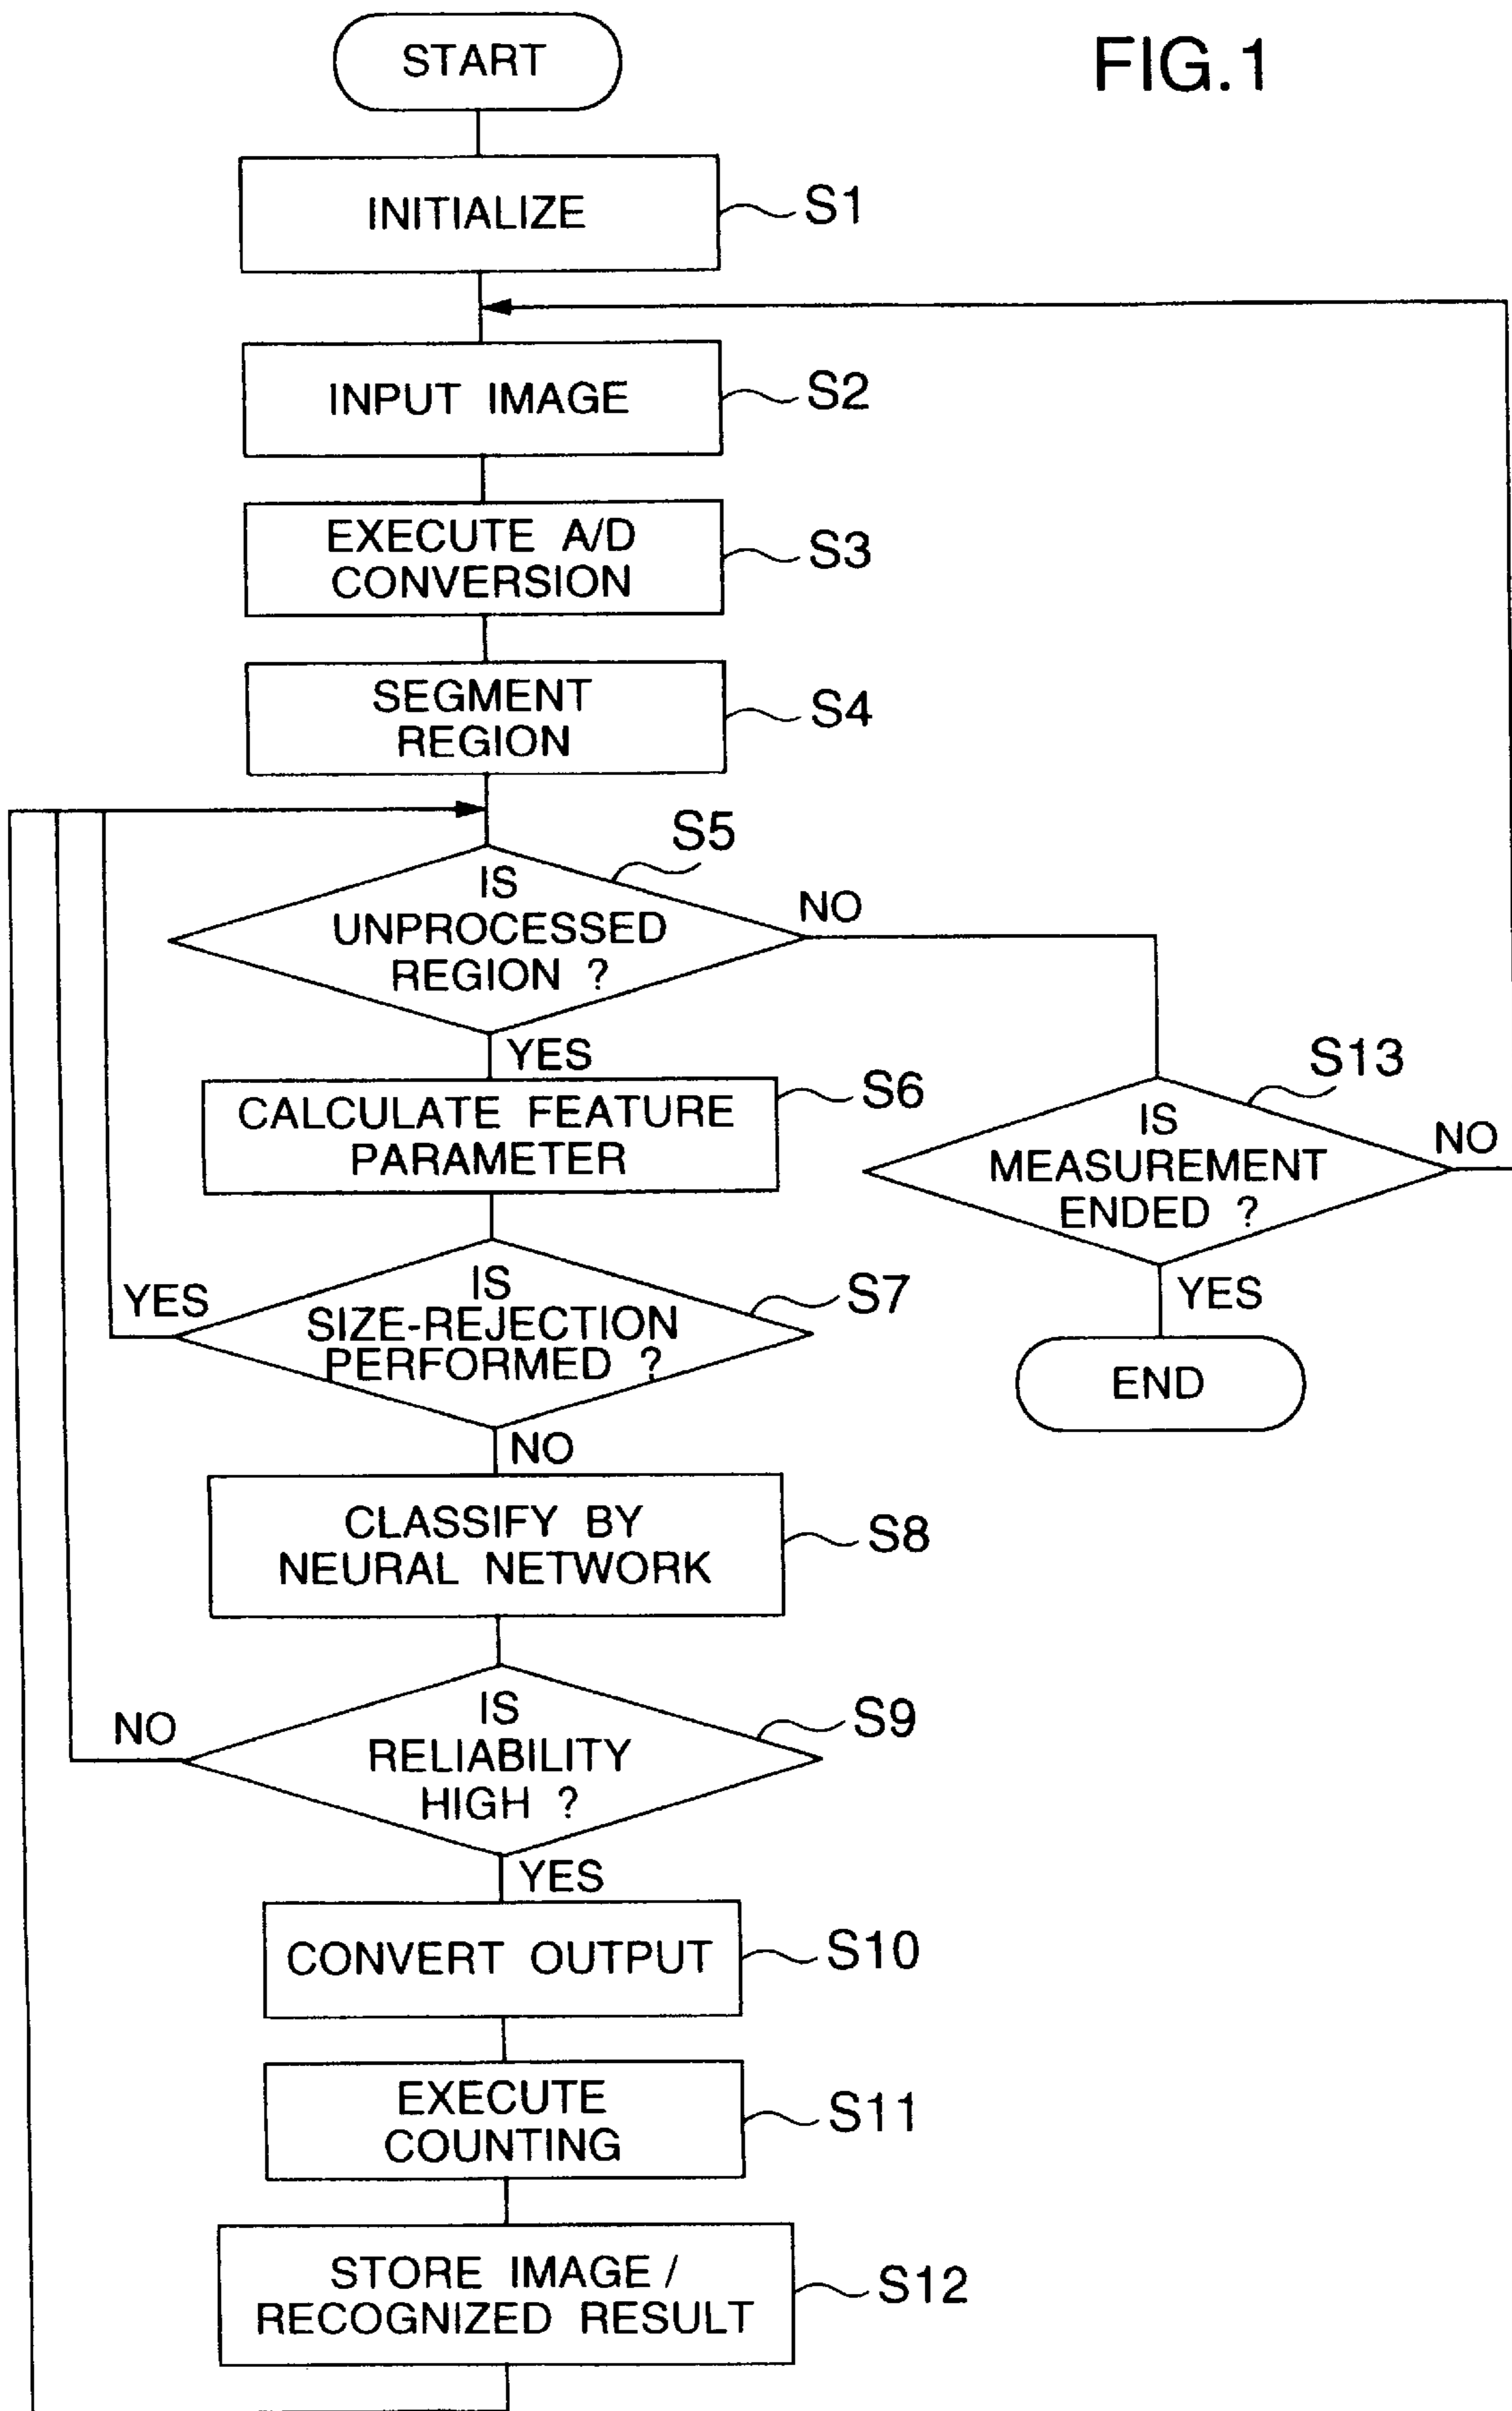 FIG.1
START
INITIALIZE
S1
INPUT IMAGE
S2
EXECUTE A/D
CONVERSION
S3
SEGMENT
REGION
S4
S5
IS
UNPROCESSED
REGION ?
NO
YES
CALCULATE FEATURE
PARAMETER
S6
S13
IS
MEASUREMENT
ENDED ?
NO
YES
END
IS
SIZE-REJECTION
PERFORMED ?
S7
YES
NO
CLASSIFY BY
NEURAL NETWORK
S8
IS
RELIABILITY
HIGH ?
S9
NO
YES
CONVERT OUTPUT
S10
EXECUTE
COUNTING
S11
STORE IMAGE /
RECOGNIZED RESULT
S12